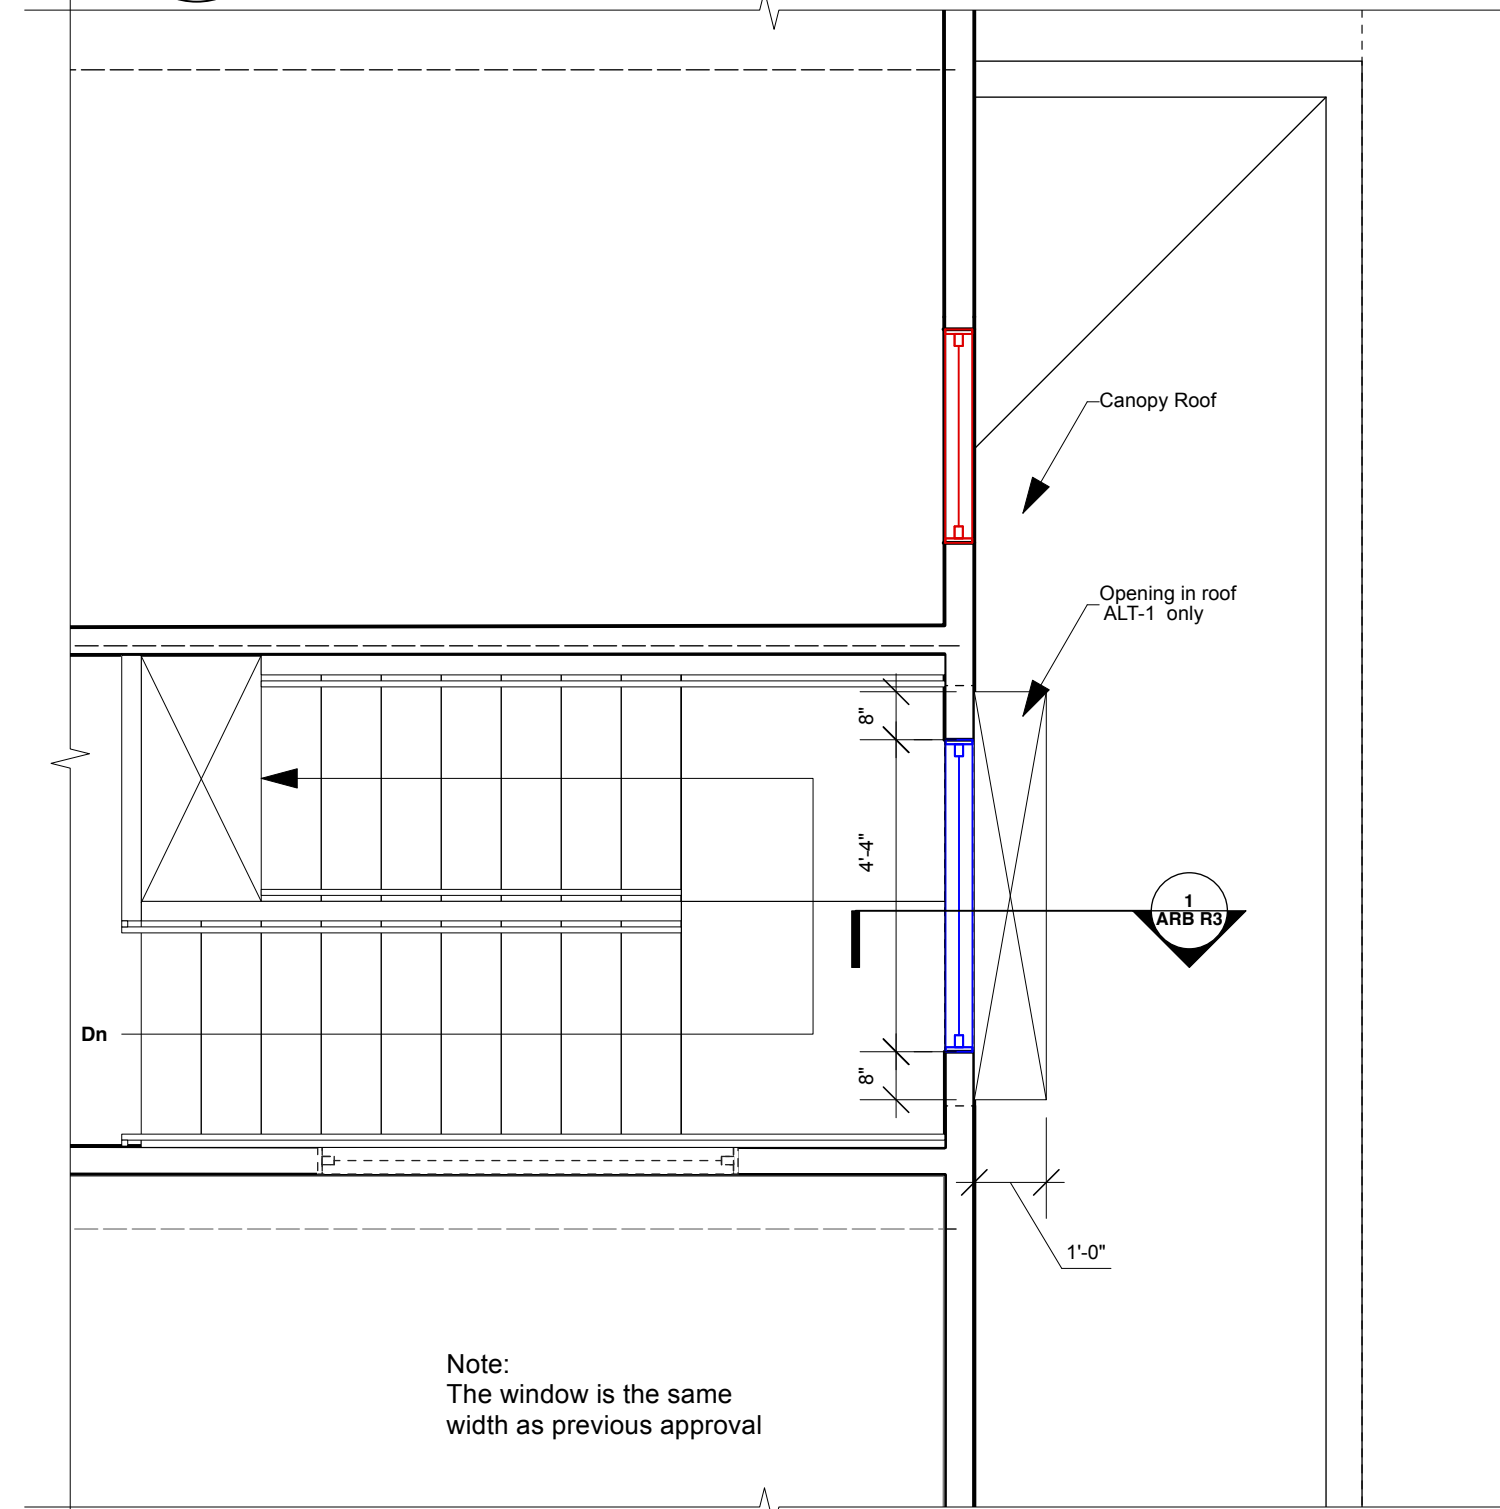 Canopy Roof
Opening in roof
ALT-1 only
8"
4'-4"
1
ARB R3
Dn
8"
1'-0"
Note:
The window is the same
width as previous approval